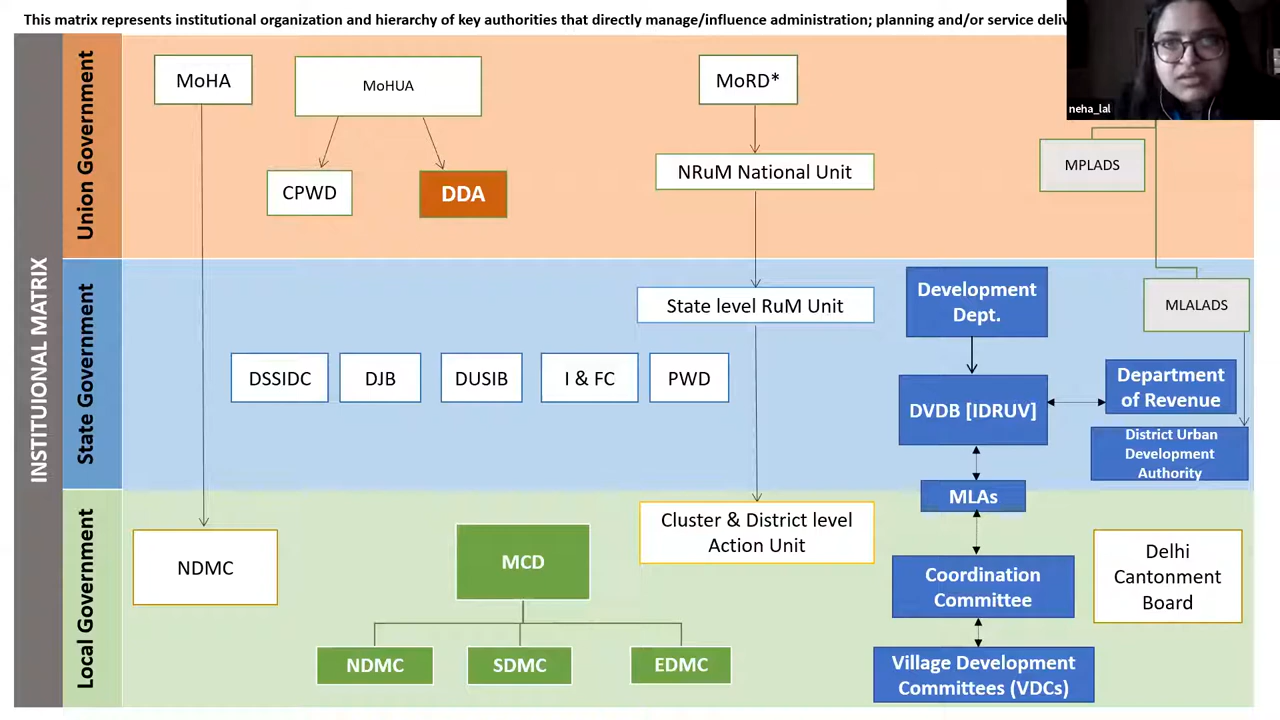 This matrix represents institutional organization and hierarchy of key authorities that directly manage/influence administration; planning and/or service
neha_lal
INSTITUIONAL MATRIX
Union Government
MoHA
MoHUA
MoRD*
CPWD
DDA
NRuM National Unit
MPLADS
State Government
State level RuM Unit
Development
Dept.
MLALADS
DSSIDC
DJB
DUSIB
I & FC
PWD
DVDB [IDRUV]
Department
of Revenue
District Urban
Development
Authority
MLAs
Local Government
NDMC
MCD
Cluster & District level
Action Unit
Coordination
Committee
Delhi
Cantonment
Board
NDMC
SDMC
EDMC
Village Development
Committees (VDCs)